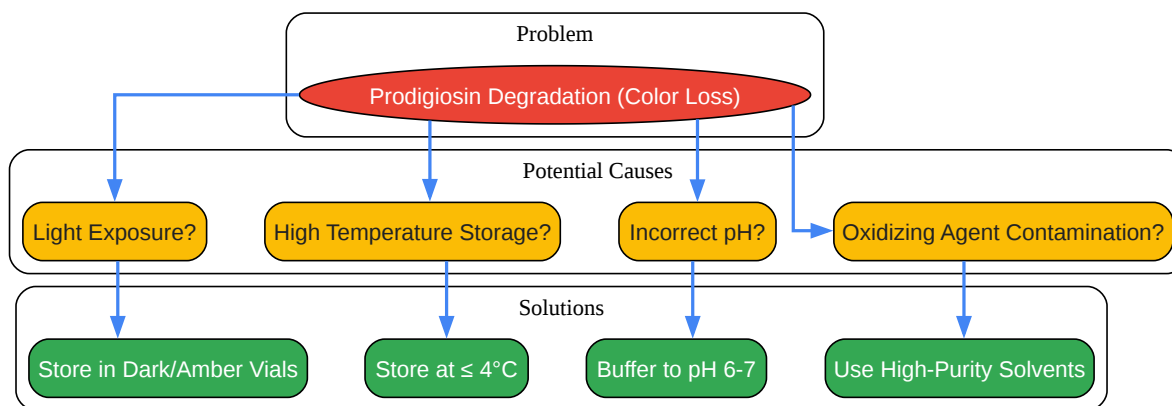 Problem
Prodigiosin Degradation (Color Loss)
Potential Causes
Light Exposure?
High Temperature Storage?
Incorrect pH?
Oxidizing Agent Contamination?
Solutions
Store in Dark/Amber Vials
Store at ≤ 4°C
Buffer to pH 6-7
Use High-Purity Solvents